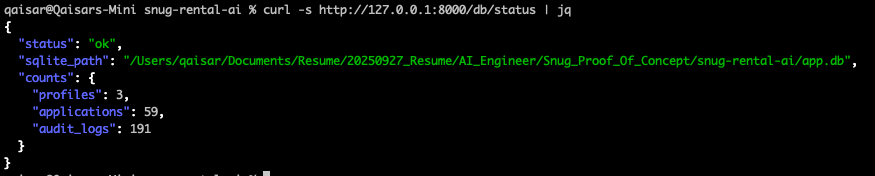 qaisar@Qaisars-Mini snug-rental-ai % curl -s http://127.0.0.1:8000/db/status | jq
{
  "status": "ok",
  "sqlite_path": "/Users/qaisar/Documents/Resume/20250927_Resume/AI_Engineer/Snug_Proof_Of_Concept/snug-rental-ai/app.db",
  "counts": {
    "profiles": 3,
    "applications": 59,
    "audit_logs": 191
  }
}